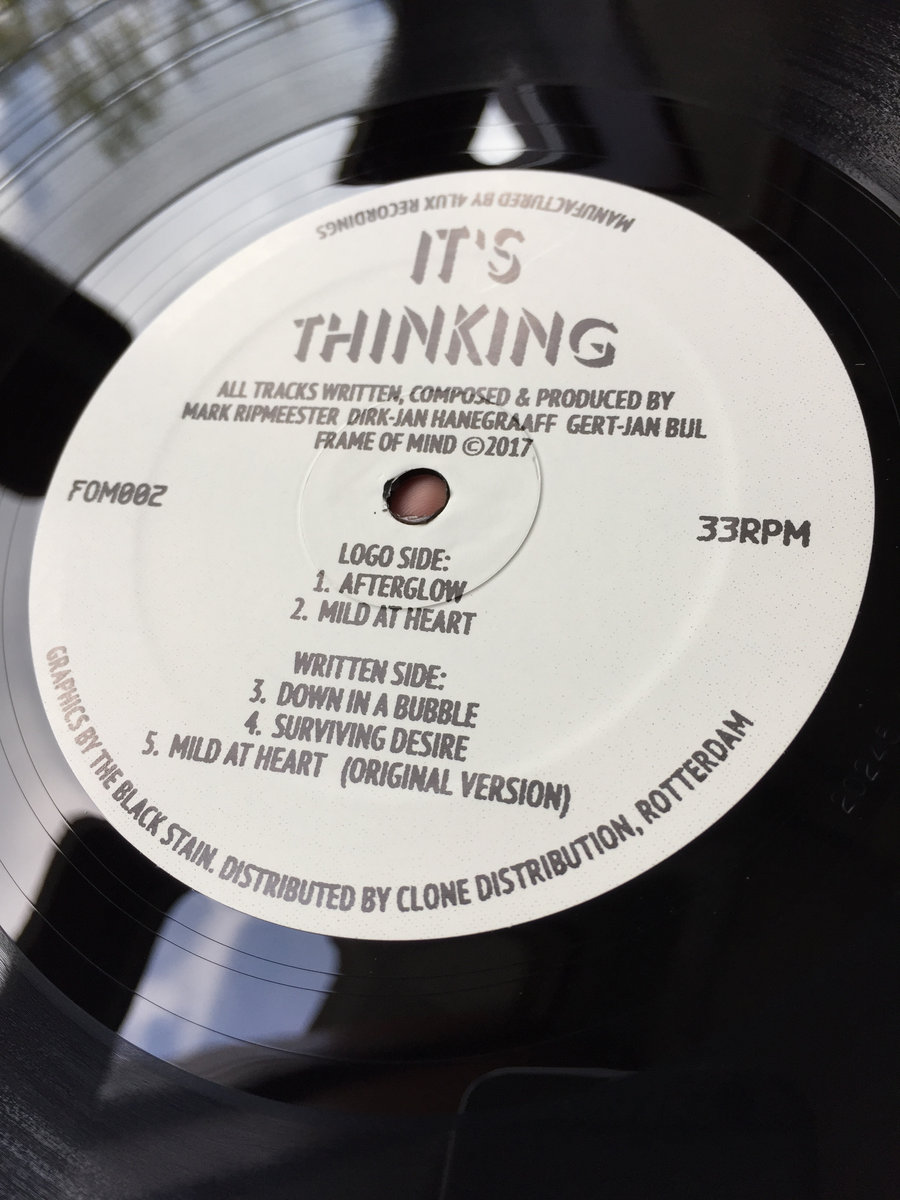 MANUFACTURED BY 4LUX RECORDINGS
IT'S
THINKING
ALL TRACKS WRITTEN, COMPOSED & PRODUCED BY
MARK RIPMEESTER DIRK-JAN HANEGRAAFF GERT-JAN BIJL
FRAME OF MIND ©2017
FOM002
33RPM
LOGO SIDE:
1. AFTERGLOW
2. MILD AT HEART
WRITTEN SIDE:
3. DOWN IN A BUBBLE
4. SURVIVING DESIRE
5. MILD AT HEART (ORIGINAL VERSION)
GRAPHICS BY THE BLACK STAIN. DISTRIBUTED BY CLONE DISTRIBUTION, ROTTERDAM